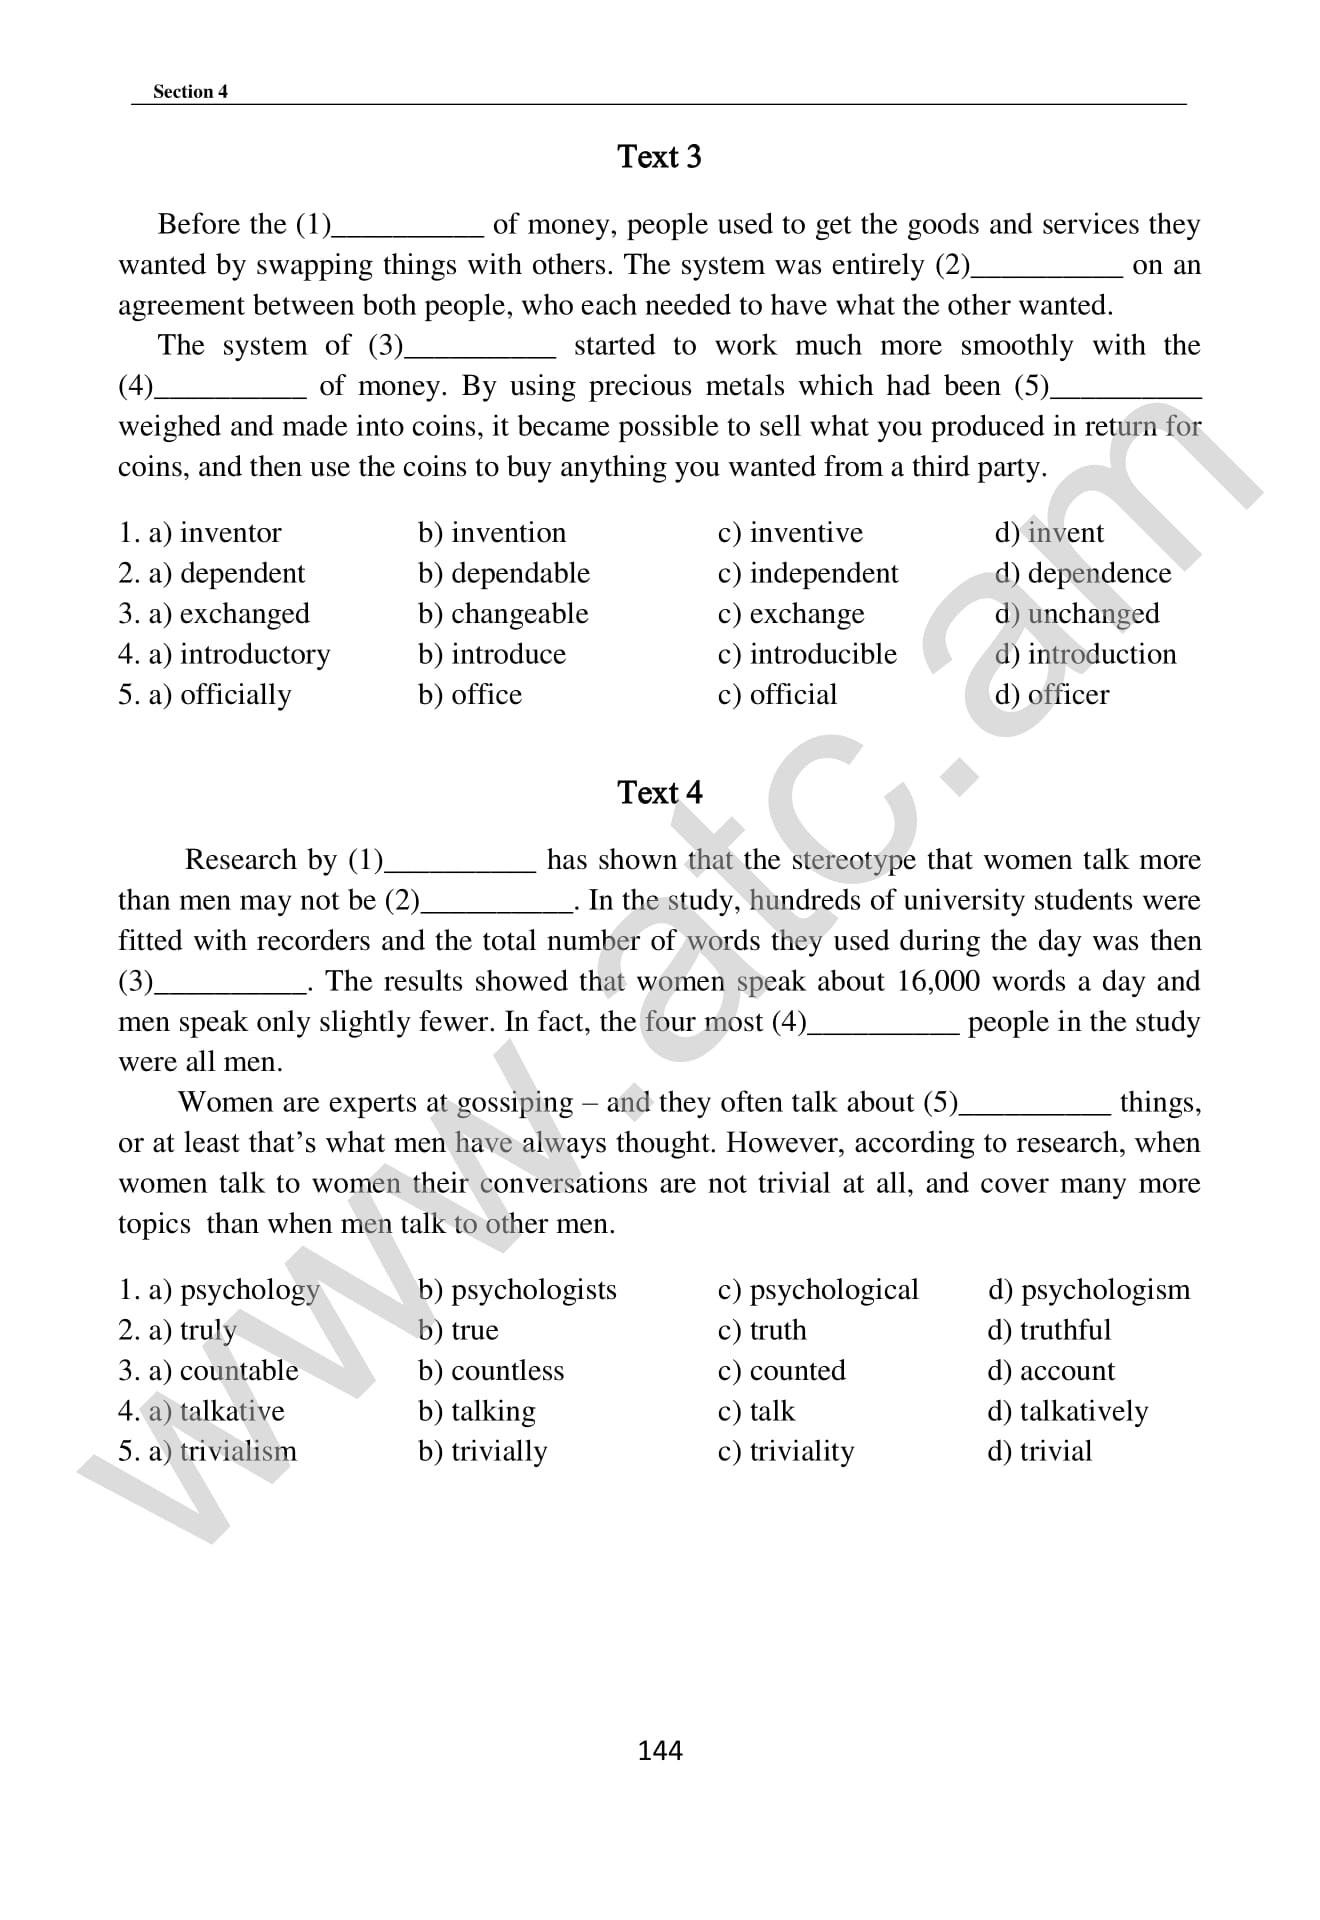 Section 4
Text 3
Before the (1)__________ of money, people used to get the goods and services they
wanted by swapping things with others. The system was entirely (2)__________ on an
agreement between both people, who each needed to have what the other wanted.
The system of (3)__________ started to work much more smoothly with the
(4)__________ of money. By using precious metals which had been (5)__________
weighed and made into coins, it became possible to sell what you produced in return for
coins, and then use the coins to buy anything you wanted from a third party.
1. a) inventor b) invention c) inventive d) invent
2. a) dependent b) dependable c) independent d) dependence
3. a) exchanged b) changeable c) exchange d) unchanged
4. a) introductory b) introduce c) introducible d) introduction
5. a) officially b) office c) official d) officer
Text 4
Research by (1)__________ has shown that the stereotype that women talk more
than men may not be (2)__________. In the study, hundreds of university students were
fitted with recorders and the total number of words they used during the day was then
(3)__________. The results showed that women speak about 16,000 words a day and
men speak only slightly fewer. In fact, the four most (4)__________ people in the study
were all men.
Women are experts at gossiping – and they often talk about (5)__________ things,
or at least that’s what men have always thought. However, according to research, when
women talk to women their conversations are not trivial at all, and cover many more
topics than when men talk to other men.
1. a) psychology b) psychologists c) psychological d) psychologism
2. a) truly b) true c) truth d) truthful
3. a) countable b) countless c) counted d) account
4. a) talkative b) talking c) talk d) talkatively
5. a) trivialism b) trivially c) triviality d) trivial
144
www.atc.am